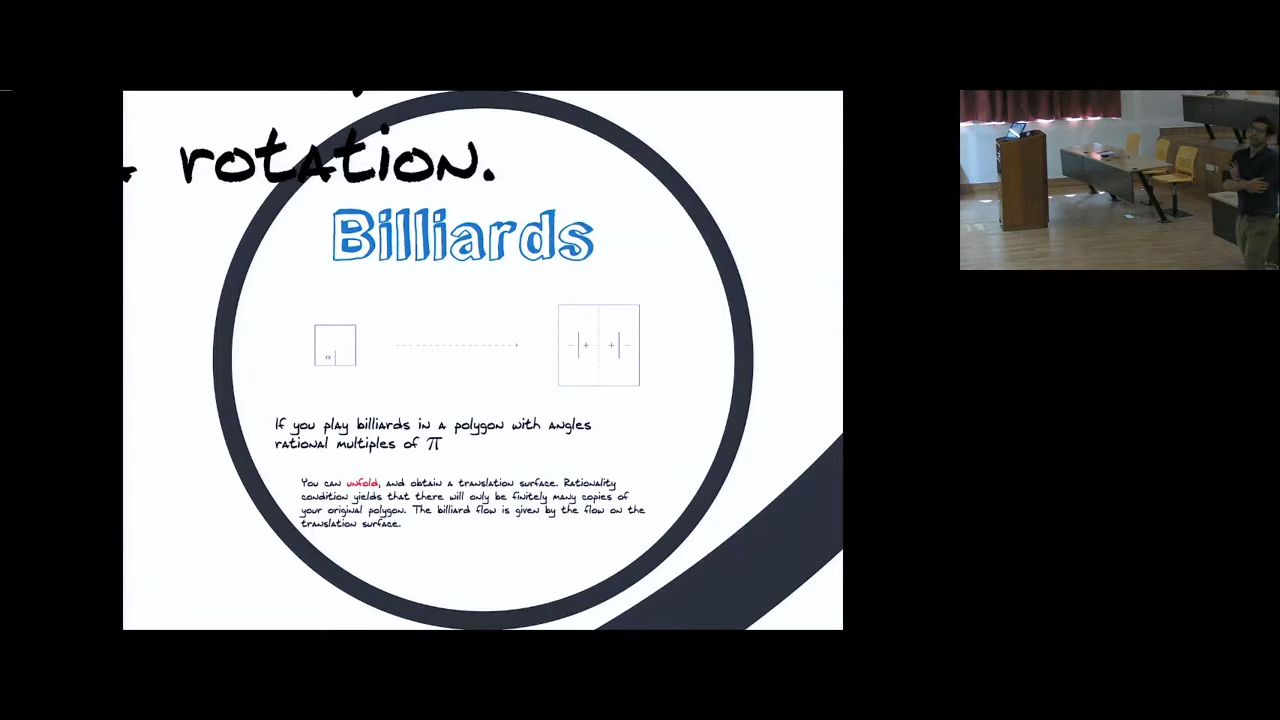 rotation.
Billiards
α
− + + −
If you play billiards in a polygon with angles
rational multiples of π
You can unfold, and obtain a translation surface. Rationality
condition yields that there will only be finitely many copies of
your original polygon. The billiard flow is given by the flow on the
translation surface.